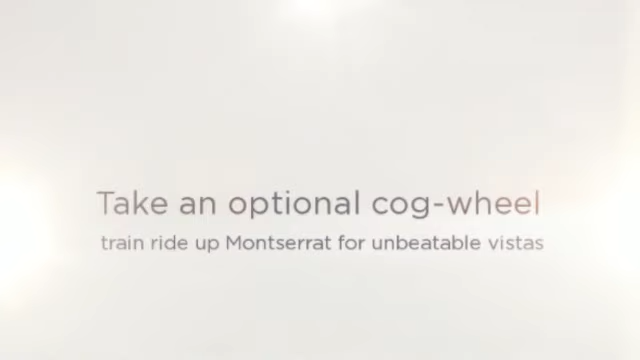 Take an optional cog-wheel
train ride up Montserrat for unbeatable vistas